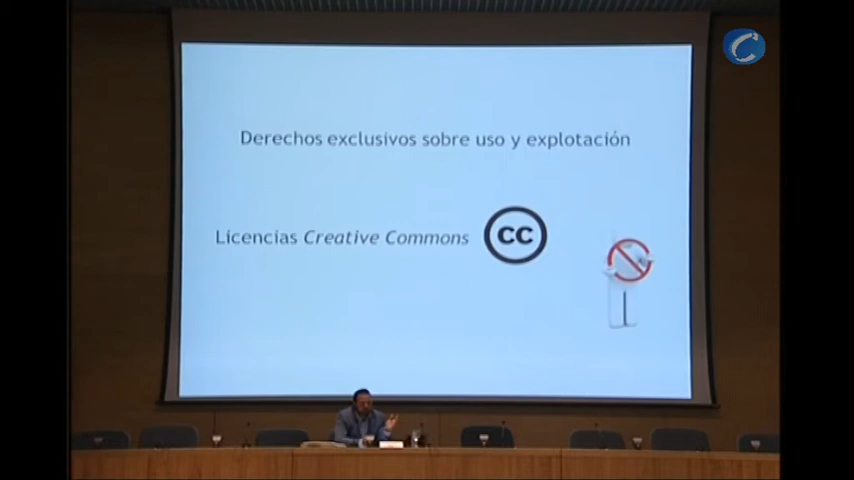 Derechos exclusivos sobre uso y explotación
Licencias Creative Commons
CC